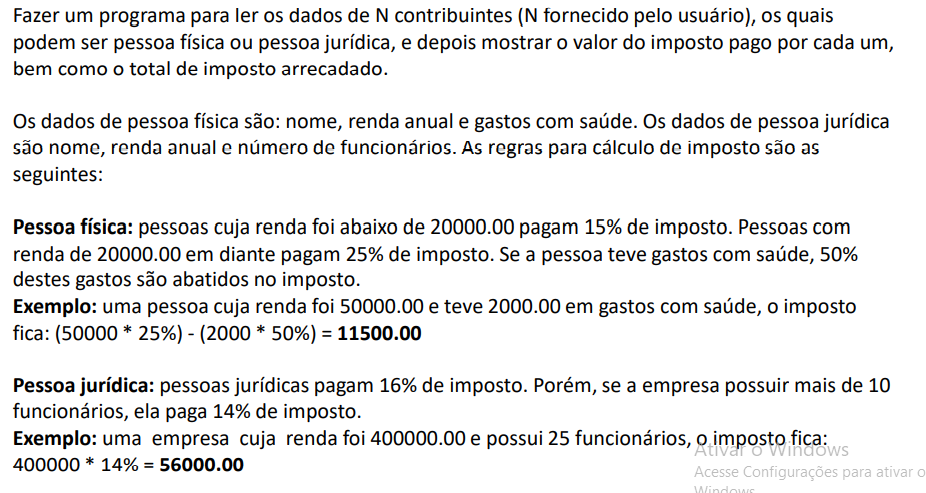 Fazer um programa para ler os dados de N contribuintes (N fornecido pelo usuário), os quais
podem ser pessoa física ou pessoa jurídica, e depois mostrar o valor do imposto pago por cada um,
bem como o total de imposto arrecadado.
Os dados de pessoa física são: nome, renda anual e gastos com saúde. Os dados de pessoa jurídica
são nome, renda anual e número de funcionários. As regras para cálculo de imposto são as
seguintes:
Pessoa física: pessoas cuja renda foi abaixo de 20000.00 pagam 15% de imposto. Pessoas com
renda de 20000.00 em diante pagam 25% de imposto. Se a pessoa teve gastos com saúde, 50%
destes gastos são abatidos no imposto.
Exemplo: uma pessoa cuja renda foi 50000.00 e teve 2000.00 em gastos com saúde, o imposto
fica: (50000 * 25%) - (2000 * 50%) = 11500.00
Pessoa jurídica: pessoas jurídicas pagam 16% de imposto. Porém, se a empresa possuir mais de 10
funcionários, ela paga 14% de imposto.
Exemplo: uma empresa cuja renda foi 400000.00 e possui 25 funcionários, o imposto fica:
400000 * 14% = 56000.00
Ativar o Windows
Acesse Configurações para ativar o
Windows